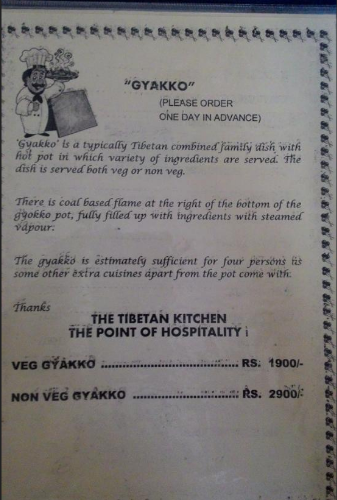 "GYAKKO"
(PLEASE ORDER
ONE DAY IN ADVANCE)
'Gyakko' is a typically Tibetan combined family dish with
hot pot in which variety of ingredients are served. The
dish is served both veg or non veg.
There is coal based flame at the right of the bottom of the
gyokko pot, fully filled up with ingredients with steamed
vapour.
The gyakko is estimately sufficient for four persons as
some other extra cuisines apart from the pot come with.
Thanks
THE TIBETAN KITCHEN
THE POINT OF HOSPITALITY ¡
VEG GYAKKO ....................................... RS. 1900/-
NON VEG GYAKKO .............................. RS. 2900/-